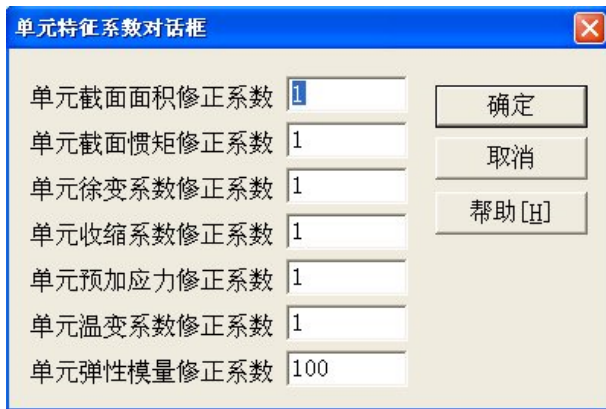 单元特征系数对话框
单元截面面积修正系数 1
确定
单元截面惯矩修正系数 1
取消
单元徐变系数修正系数 1
帮助[H]
单元收缩系数修正系数 1
单元预加应力修正系数 1
单元温变系数修正系数 1
单元弹性模量修正系数 100